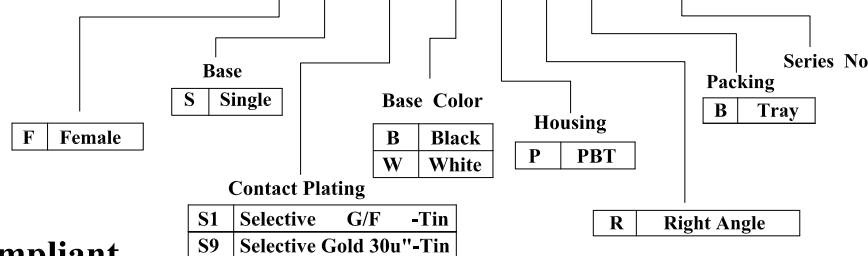 Series No
Base
Packing
S Single
Base Color
B Tray
Housing
F Female
B Black
P PBT
W White
Contact Plating
S1 Selective G/F -Tin
R Right Angle
S9 Selective Gold 30u"-Tin